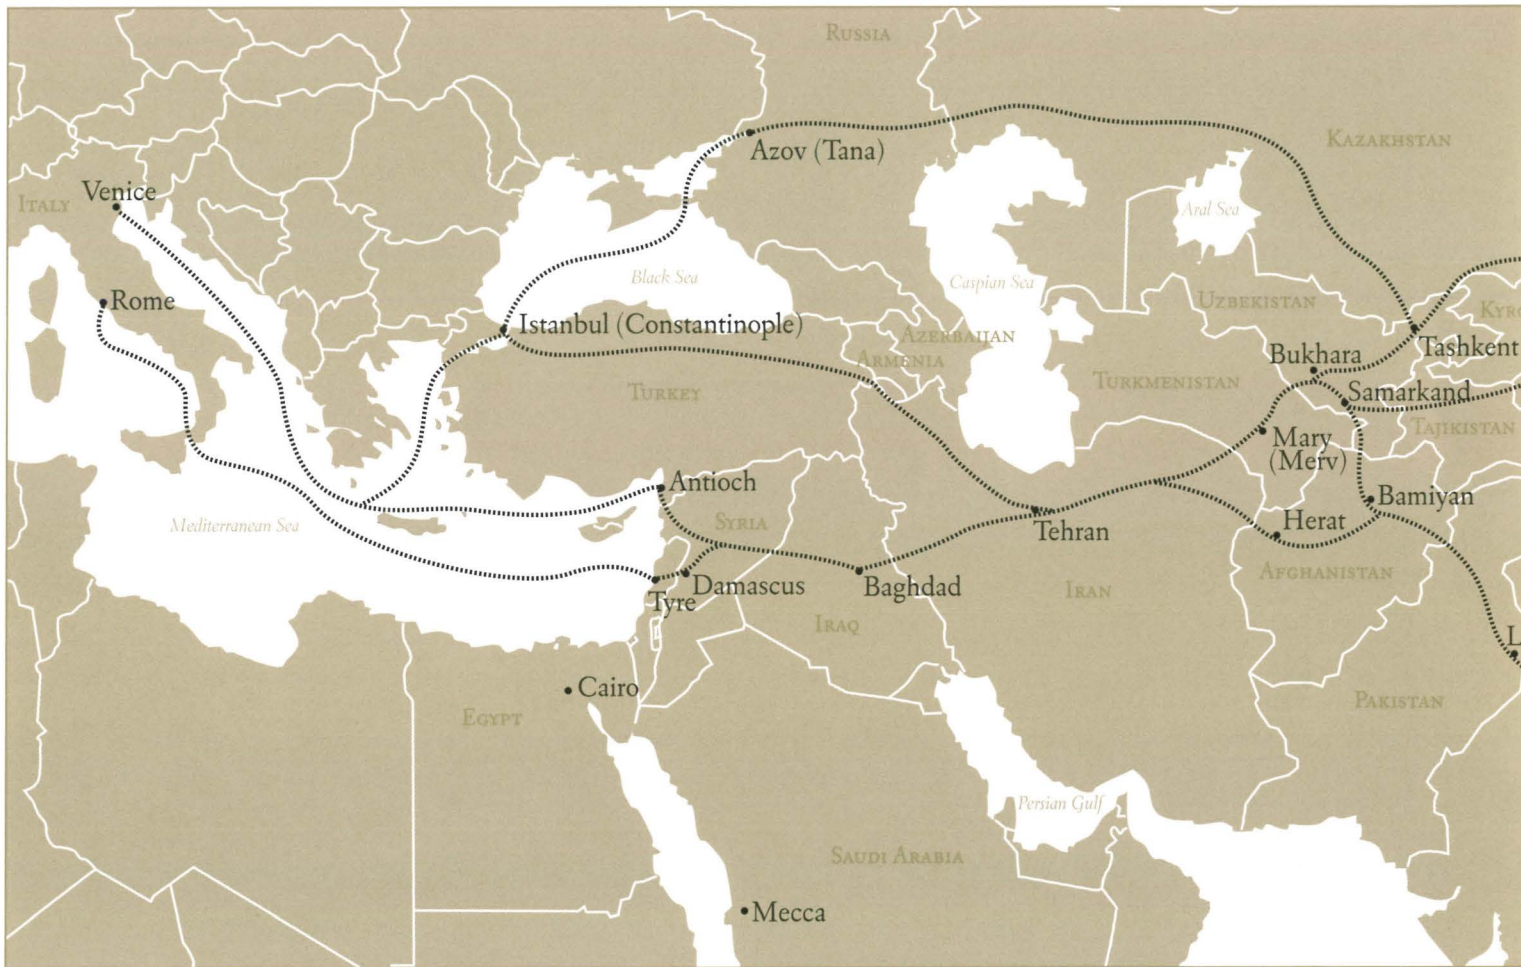 RUSSIA
KAZAKHSTAN
Azov (Tana)
Venice
ITALY
Aral Sea
Black Sea
Caspian Sea
Rome
UZBEKISTAN
Istanbul (Constantinople)
AZERBAIJAN
ARMENIA
Tashkent
Bukhara
TURKEY
TURKMENISTAN
Samarkand
TAJIKISTAN
Mary
(Merv)
Antioch
Bamiyan
Mediterranean Sea
SYRIA
Herat
Tehran
AFGHANISTAN
Damascus
Baghdad
IRAN
Tyre
IRAQ
Cairo
EGYPT
PAKISTAN
Persian Gulf
SAUDI ARABIA
Mecca